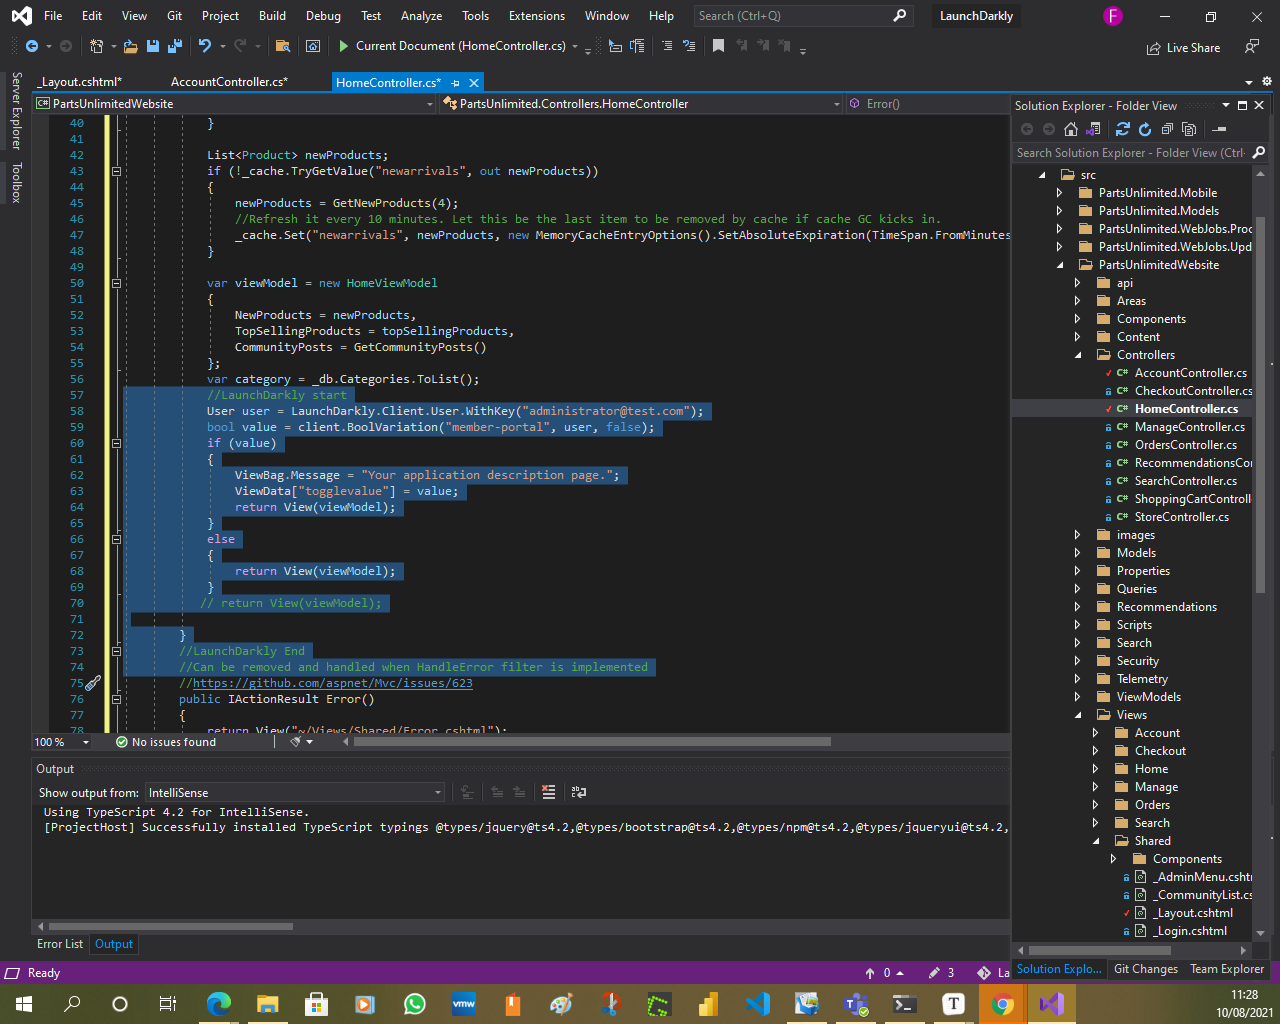 File Edit View Git Project Build Debug Test Analyze Tools Extensions Window Help Search (Ctrl+Q) LaunchDarkly F
Current Document (HomeController.cs) Live Share
Server Explorer
Toolbox
_Layout.cshtml* AccountController.cs* HomeController.cs*
C# PartsUnlimitedWebsite PartsUnlimited.Controllers.HomeController Error()
40 }
41
42 List<Product> newProducts;
43 if (!_cache.TryGetValue("newarrivals", out newProducts))
44 {
45 newProducts = GetNewProducts(4);
46 //Refresh it every 10 minutes. Let this be the last item to be removed by cache if cache GC kicks in.
47 _cache.Set("newarrivals", newProducts, new MemoryCacheEntryOptions().SetAbsoluteExpiration(TimeSpan.FromMinutes
48 }
49
50 var viewModel = new HomeViewModel
51 {
52 NewProducts = newProducts,
53 TopSellingProducts = topSellingProducts,
54 CommunityPosts = GetCommunityPosts()
55 };
56 var category = _db.Categories.ToList();
57 //LaunchDarkly start
58 User user = LaunchDarkly.Client.User.WithKey("administrator@test.com");
59 bool value = client.BoolVariation("member-portal", user, false);
60 if (value)
61 {
62 ViewBag.Message = "Your application description page.";
63 ViewData["togglevalue"] = value;
64 return View(viewModel);
65 }
66 else
67 {
68 return View(viewModel);
69 }
70 // return View(viewModel);
71
72 }
73 //LaunchDarkly End
74 //Can be removed and handled when HandleError filter is implemented
75 //https://github.com/aspnet/Mvc/issues/623
76 public IActionResult Error()
77 {
78 return View("~/Views/Shared/Error.cshtml");
100 % No issues found
Output
Show output from: IntelliSense
Using TypeScript 4.2 for IntelliSense.
[ProjectHost] Successfully installed TypeScript typings @types/jquery@ts4.2,@types/bootstrap@ts4.2,@types/npm@ts4.2,@types/jqueryui@ts4.2,
Error List Output
Solution Explorer - Folder View
Search Solution Explorer - Folder View (Ctrl-
src
PartsUnlimited.Mobile
PartsUnlimited.Models
PartsUnlimited.WebJobs.Proc
PartsUnlimited.WebJobs.Upd
PartsUnlimitedWebsite
api
Areas
Components
Content
Controllers
C# AccountController.cs
C# CheckoutController.cs
C# HomeController.cs
C# ManageController.cs
C# OrdersController.cs
C# RecommendationsCo
C# SearchController.cs
C# ShoppingCartControll
C# StoreController.cs
images
Models
Properties
Queries
Recommendations
Scripts
Search
Security
Telemetry
ViewModels
Views
Account
Checkout
Home
Manage
Orders
Search
Shared
Components
_AdminMenu.cshtm
_CommunityList.cs
_Layout.cshtml
_Login.cshtml
Solution Explo... Git Changes Team Explorer
Ready 0 3 La
vmw T
11:28
10/08/2021